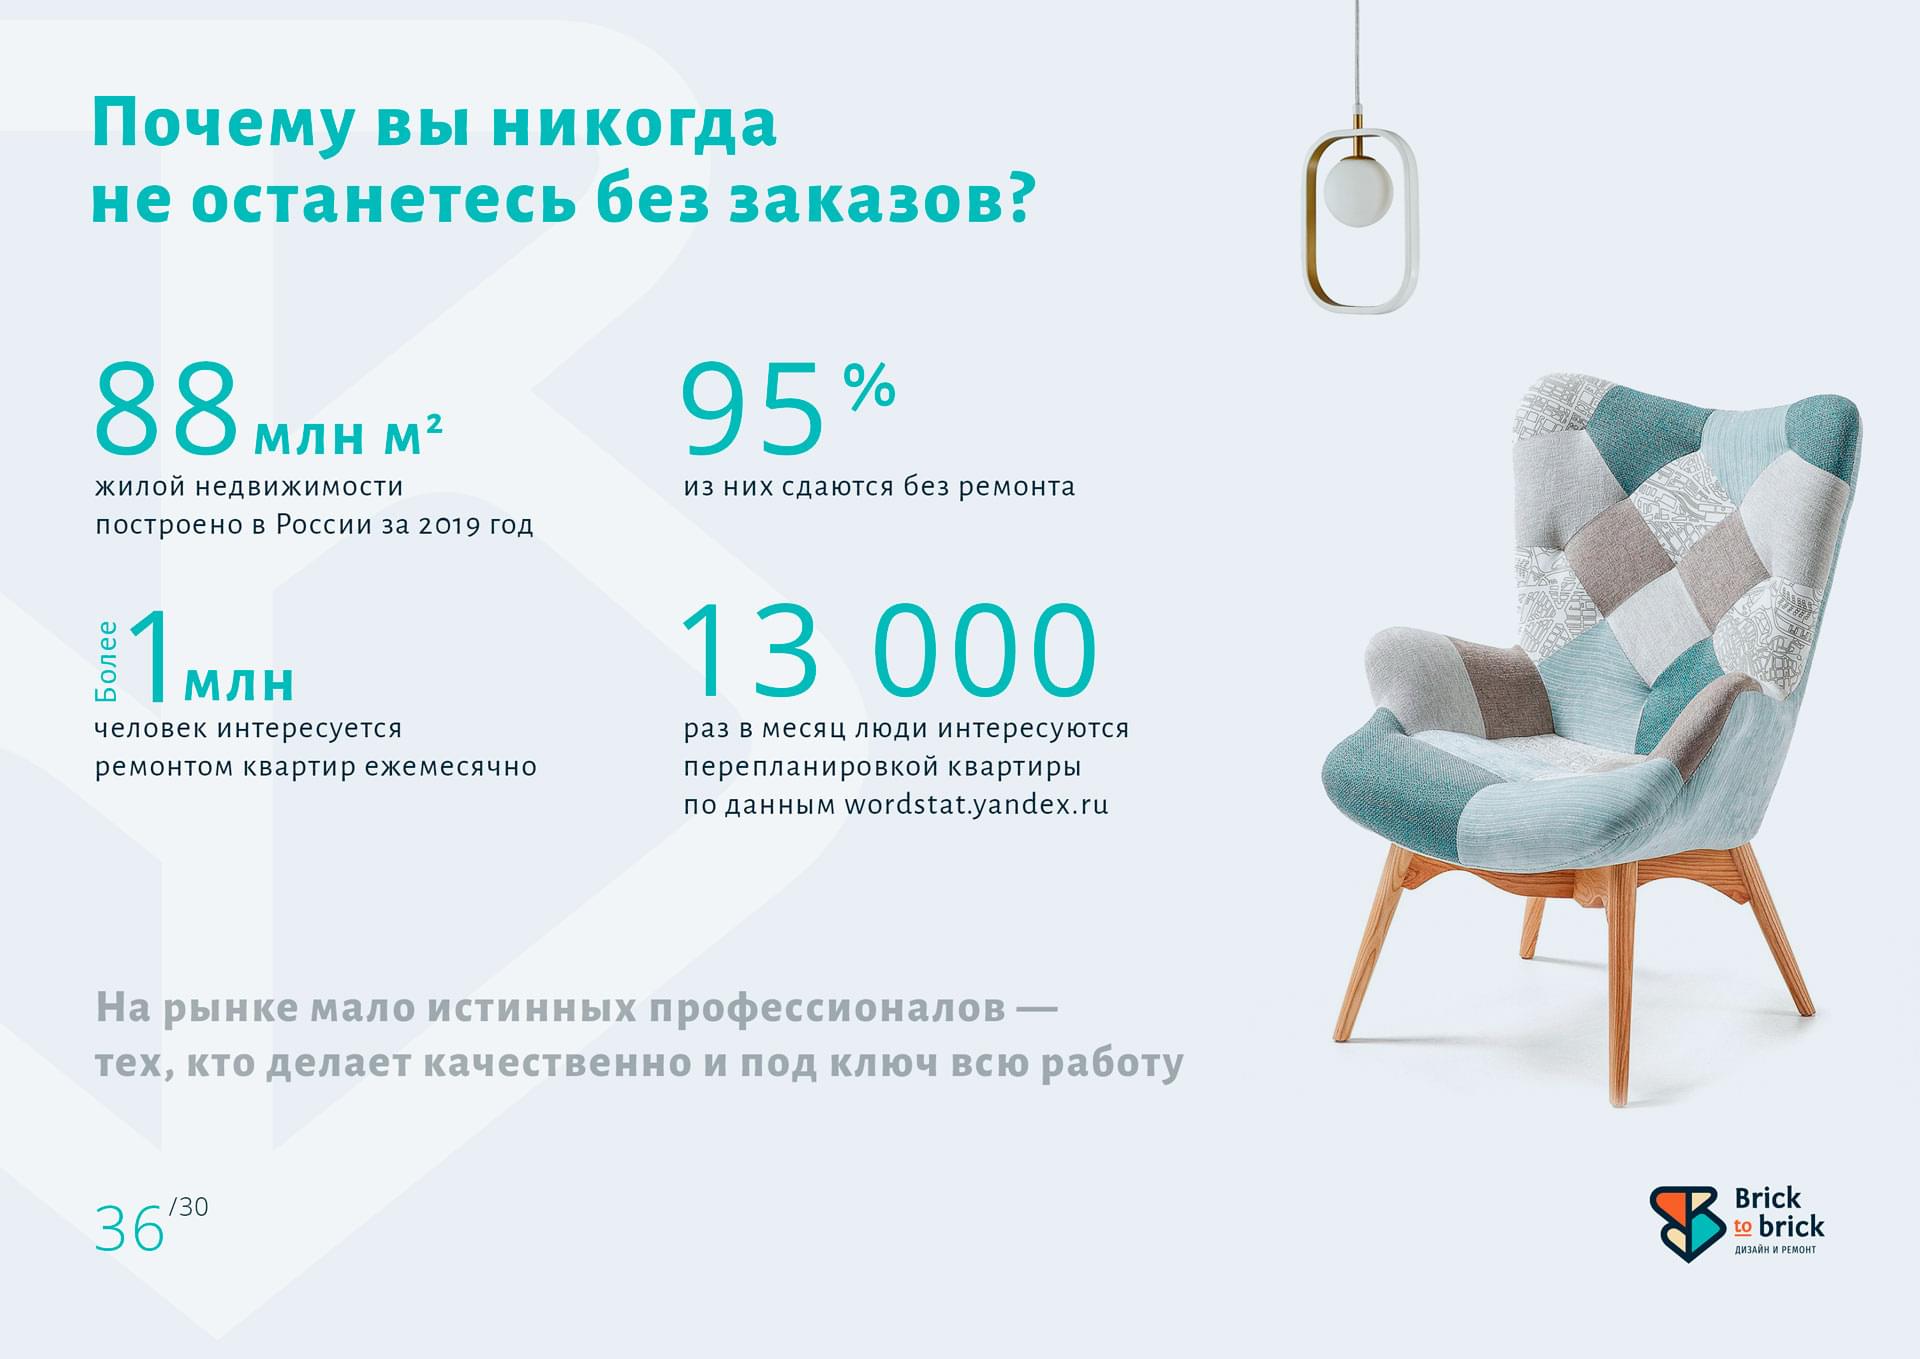 Почему вы никогда
не останетесь без заказов?
88 млн м²
жилой недвижимости
построено в России за 2019 год
95 %
из них сдаются без ремонта
Более 1 млн
человек интересуется
ремонтом квартир ежемесячно
13 000
раз в месяц люди интересуются
перепланировкой квартиры
по данным wordstat.yandex.ru
На рынке мало истинных профессионалов —
тех, кто делает качественно и под ключ всю работу
36 /30
Brick
to brick
ДИЗАЙН И РЕМОНТ